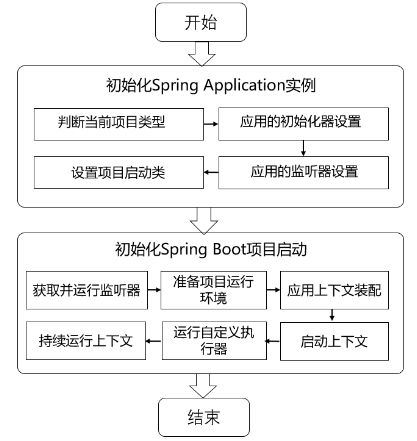 开始
初始化Spring Application实例
判断当前项目类型
应用的初始化器设置
设置项目启动类
应用的监听器设置
初始化Spring Boot项目启动
获取并运行监听器
准备项目运行
环境
应用上下文装配
持续运行上下文
运行自定义执
行器
启动上下文
结束